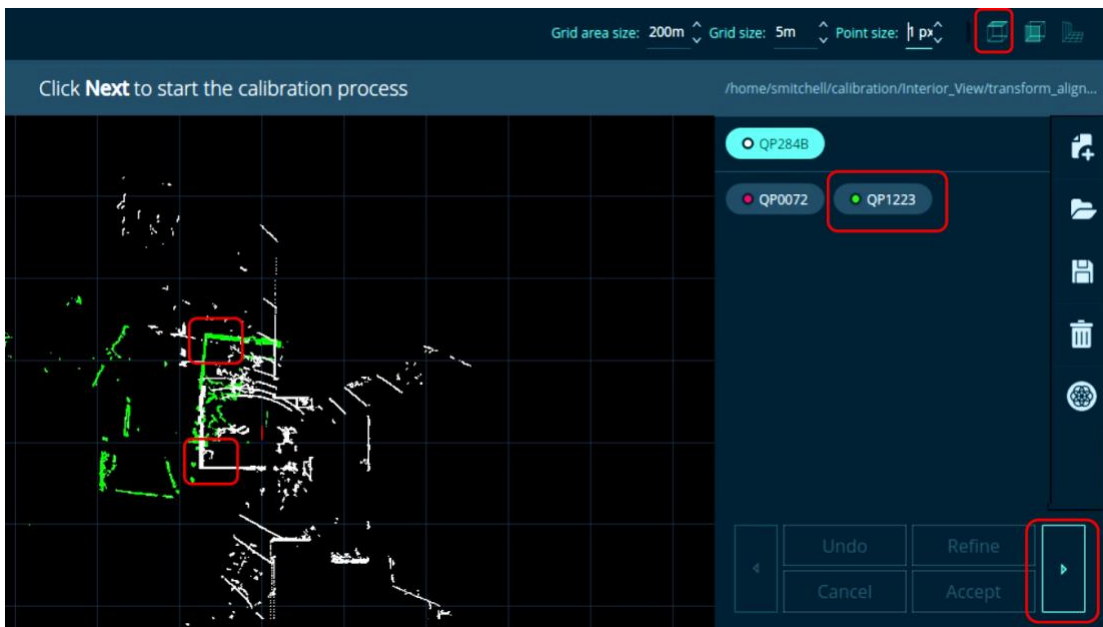 Grid area size: 200m Grid size: 5m Point size: 1 px
Click Next to start the calibration process
/home/smitchell/calibration/Interior_View/transform_align...
QP284B
QP0072 QP1223
Undo Refine
Cancel Accept